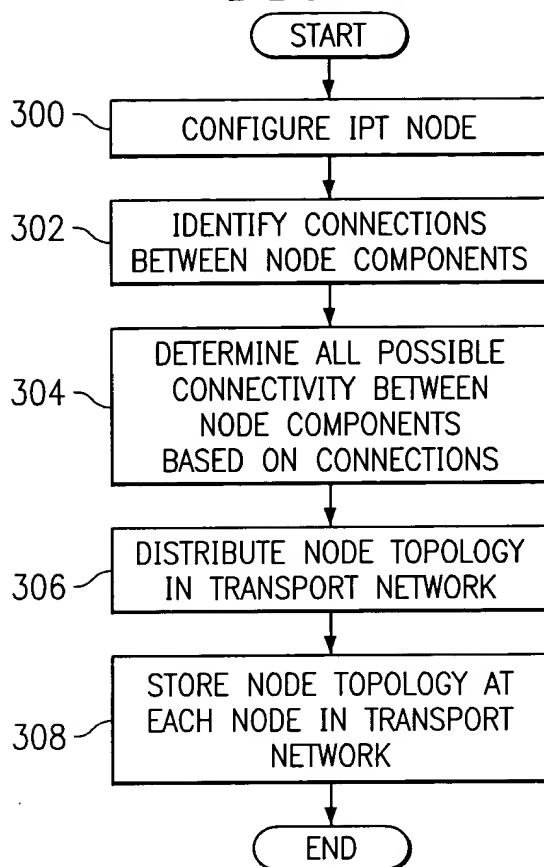 START
300
CONFIGURE IPT NODE
302
IDENTIFY CONNECTIONS
BETWEEN NODE COMPONENTS
304
DETERMINE ALL POSSIBLE
CONNECTIVITY BETWEEN
NODE COMPONENTS
BASED ON CONNECTIONS
306
DISTRIBUTE NODE TOPOLOGY
IN TRANSPORT NETWORK
308
STORE NODE TOPOLOGY AT
EACH NODE IN TRANSPORT
NETWORK
END